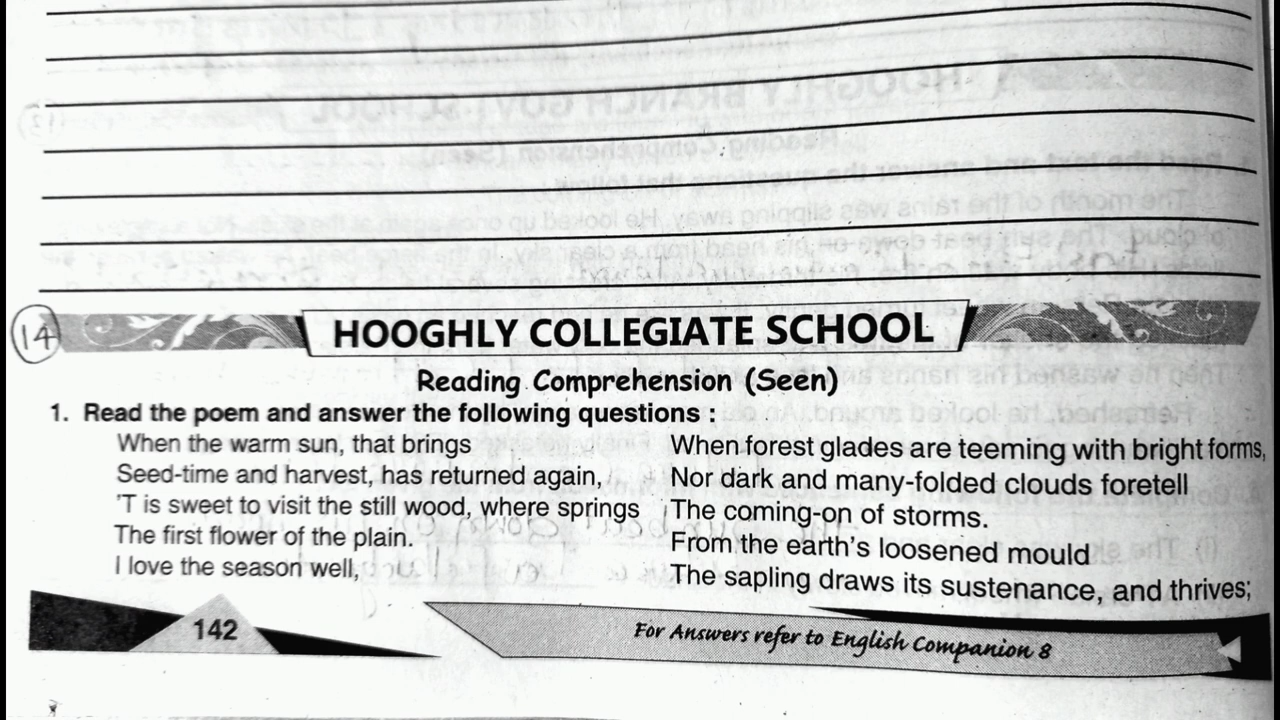 14
HOOGHLY COLLEGIATE SCHOOL
Reading Comprehension (Seen)
1. Read the poem and answer the following questions :
When the warm sun, that brings
Seed-time and harvest, has returned again,
'T is sweet to visit the still wood, where springs
The first flower of the plain.
I love the season well,
When forest glades are teeming with bright forms,
Nor dark and many-folded clouds foretell
The coming-on of storms.
From the earth's loosened mould
The sapling draws its sustenance, and thrives;
142
For Answers refer to English Companion 8